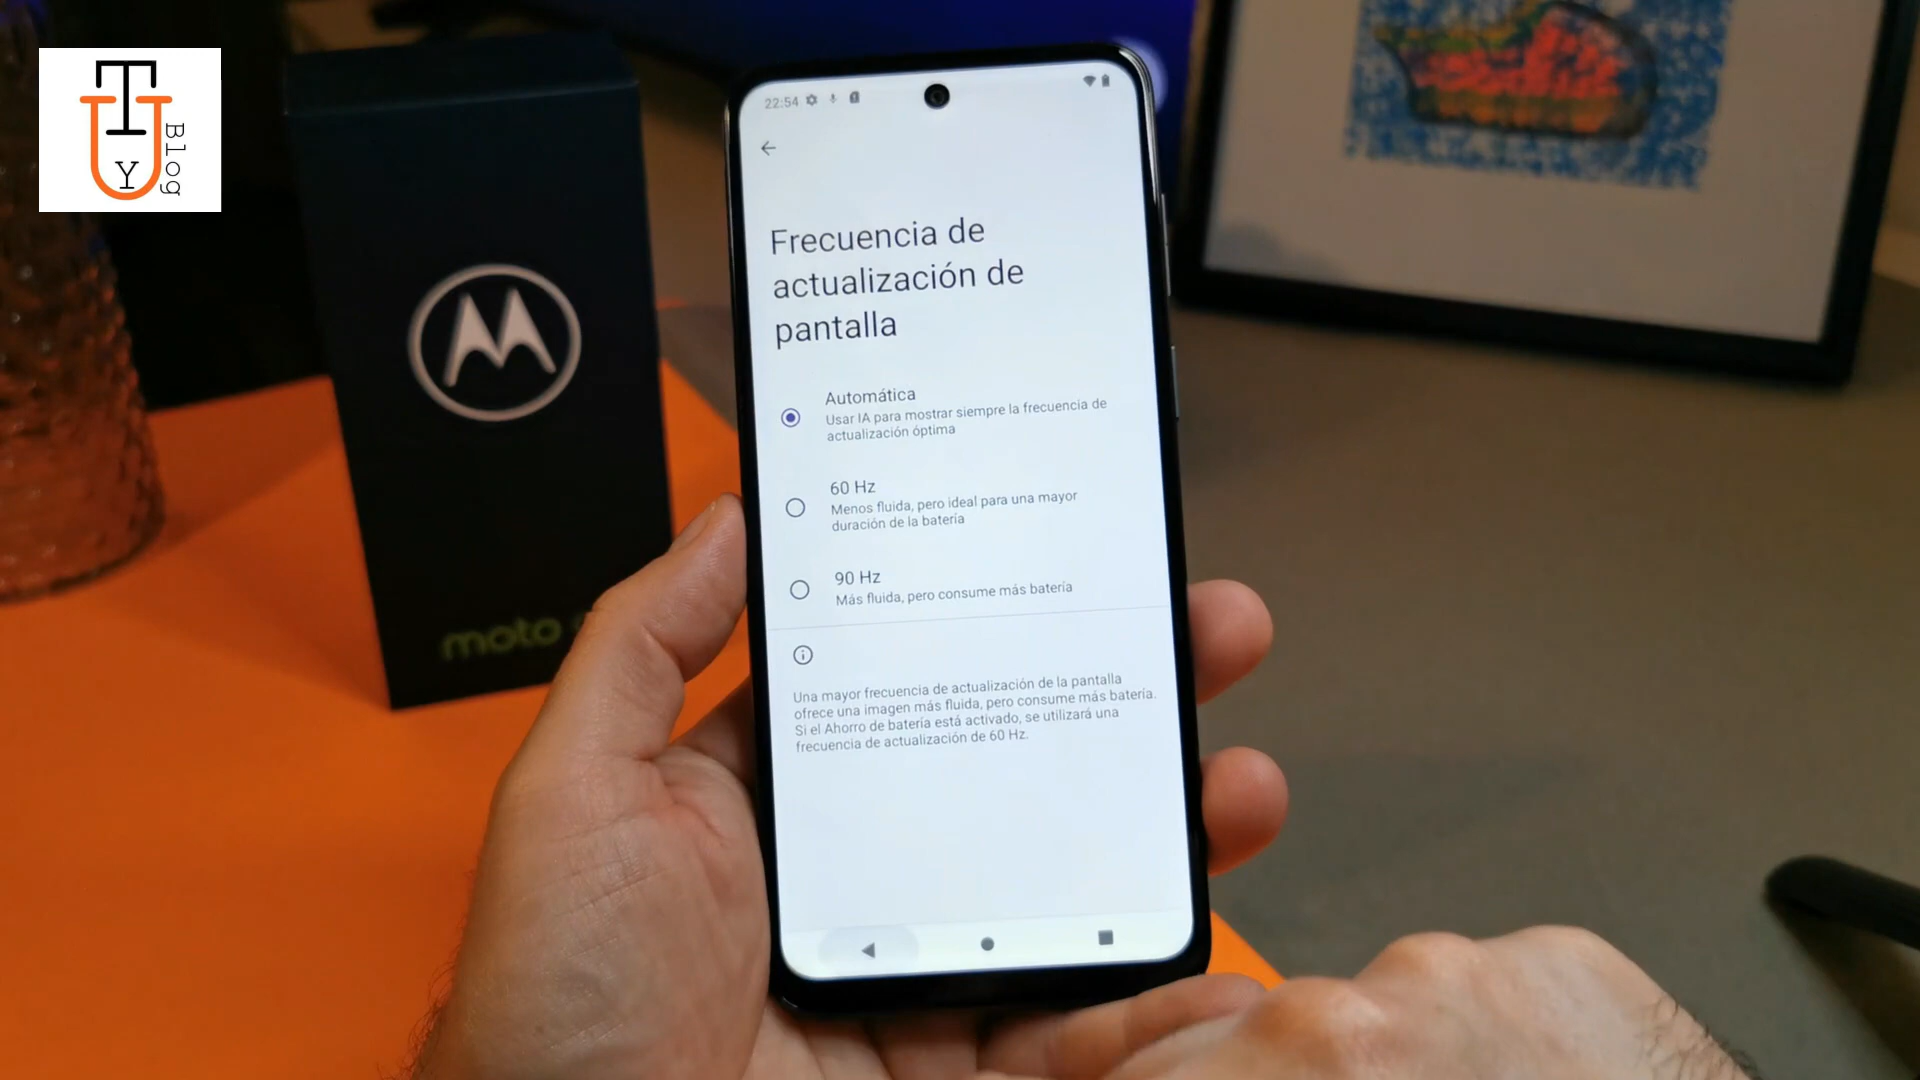 TU
Y
Blog
22:54
Frecuencia de
actualización de
pantalla
Automática
Usar IA para mostrar siempre la frecuencia de
actualización óptima
60 Hz
Menos fluida, pero ideal para una mayor
duración de la batería
90 Hz
Más fluida, pero consume más batería
Una mayor frecuencia de actualización de la pantalla
ofrece una imagen más fluida, pero consume más batería.
Si el Ahorro de batería está activado, se utilizará una
frecuencia de actualización de 60 Hz.
moto